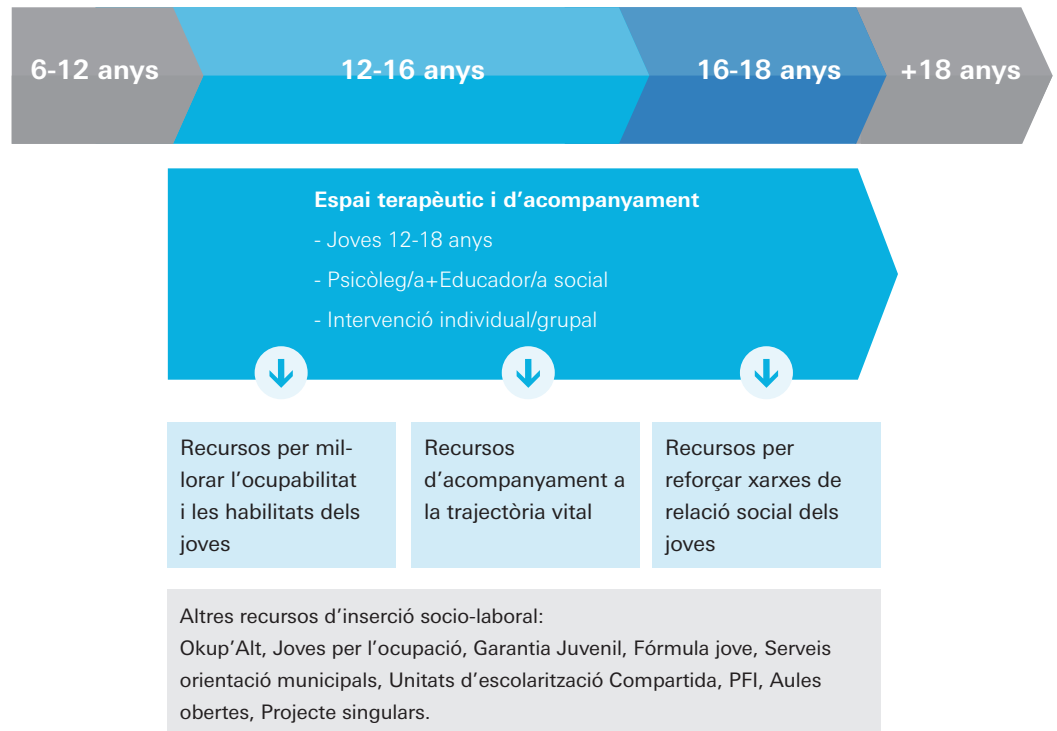 6-12 anys
12-16 anys
16-18 anys
+18 anys
Espai terapèutic i d’acompanyament
- Joves 12-18 anys
- Psicòleg/a+Educador/a social
- Intervenció individual/grupal
Recursos per mil-
lorar l’ocupabilitat
i les habilitats dels
joves
Recursos
d’acompanyament a
la trajectòria vital
Recursos per
reforçar xarxes de
relació social dels
joves
Altres recursos d’inserció socio-laboral:
Okup’Alt, Joves per l’ocupació, Garantia Juvenil, Fórmula jove, Serveis
orientació municipals, Unitats d’escolarització Compartida, PFI, Aules
obertes, Projecte singulars.